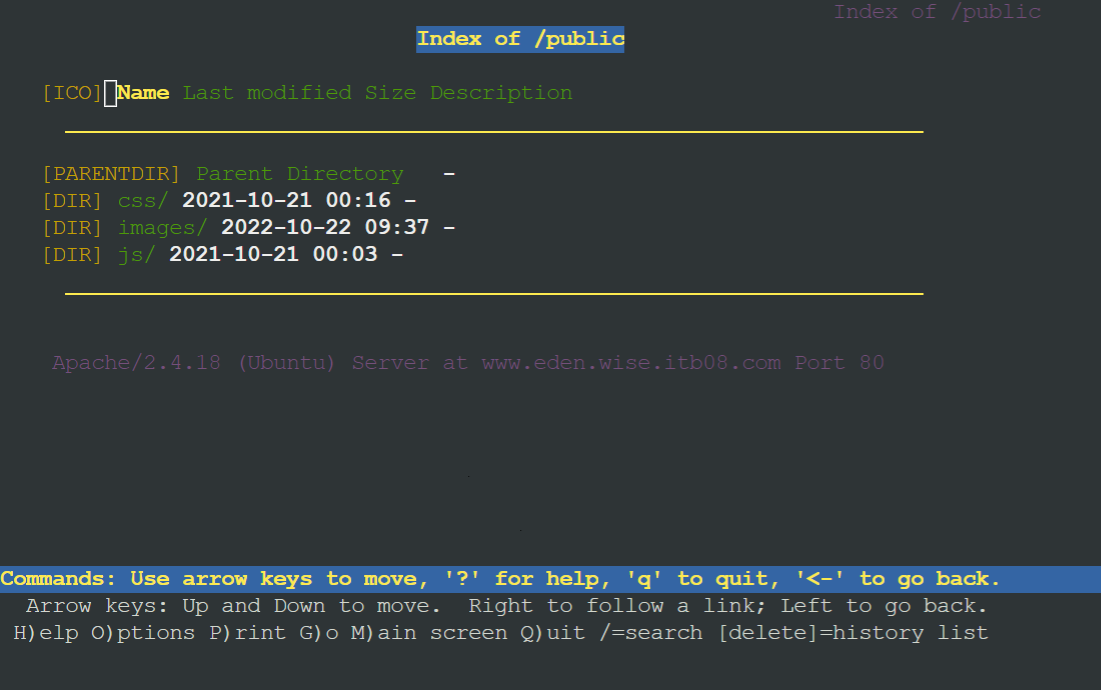 Index of /public
Index of /public
[ICO] Name Last modified Size Description
[PARENTDIR] Parent Directory -
[DIR] css/ 2021-10-21 00:16 -
[DIR] images/ 2022-10-22 09:37 -
[DIR] js/ 2021-10-21 00:03 -
Apache/2.4.18 (Ubuntu) Server at www.eden.wise.itb08.com Port 80
Commands: Use arrow keys to move, '?' for help, 'q' to quit, '<-' to go back.
Arrow keys: Up and Down to move. Right to follow a link; Left to go back.
H)elp O)ptions P)rint G)o M)ain screen Q)uit /=search [delete]=history list